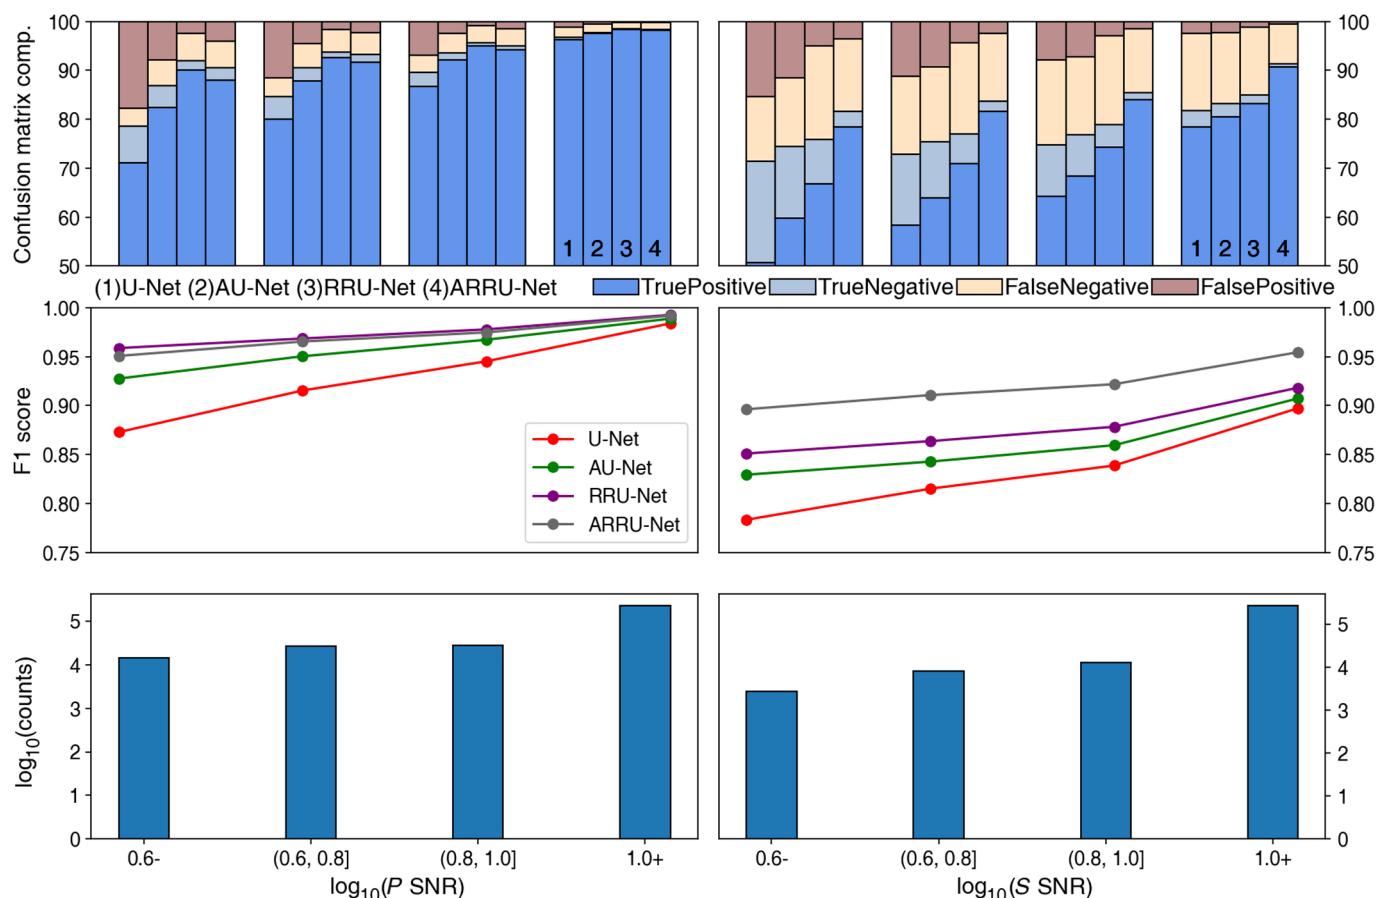 Confusion matrix comp.
100
90
80
70
60
50
1 2 3 4
1 2 3 4
100
90
80
70
60
50
(1)U-Net (2)AU-Net (3)RRU-Net (4)ARRU-Net
TruePositive TrueNegative FalseNegative FalsePositive
F1 score
1.00
0.95
0.90
0.85
0.80
0.75
U-Net
AU-Net
RRU-Net
ARRU-Net
1.00
0.95
0.90
0.85
0.80
0.75
log10(counts)
5
4
3
2
1
0
5
4
3
2
1
0
0.6- (0.6, 0.8] (0.8, 1.0] 1.0+
0.6- (0.6, 0.8] (0.8, 1.0] 1.0+
log10(P SNR)
log10(S SNR)